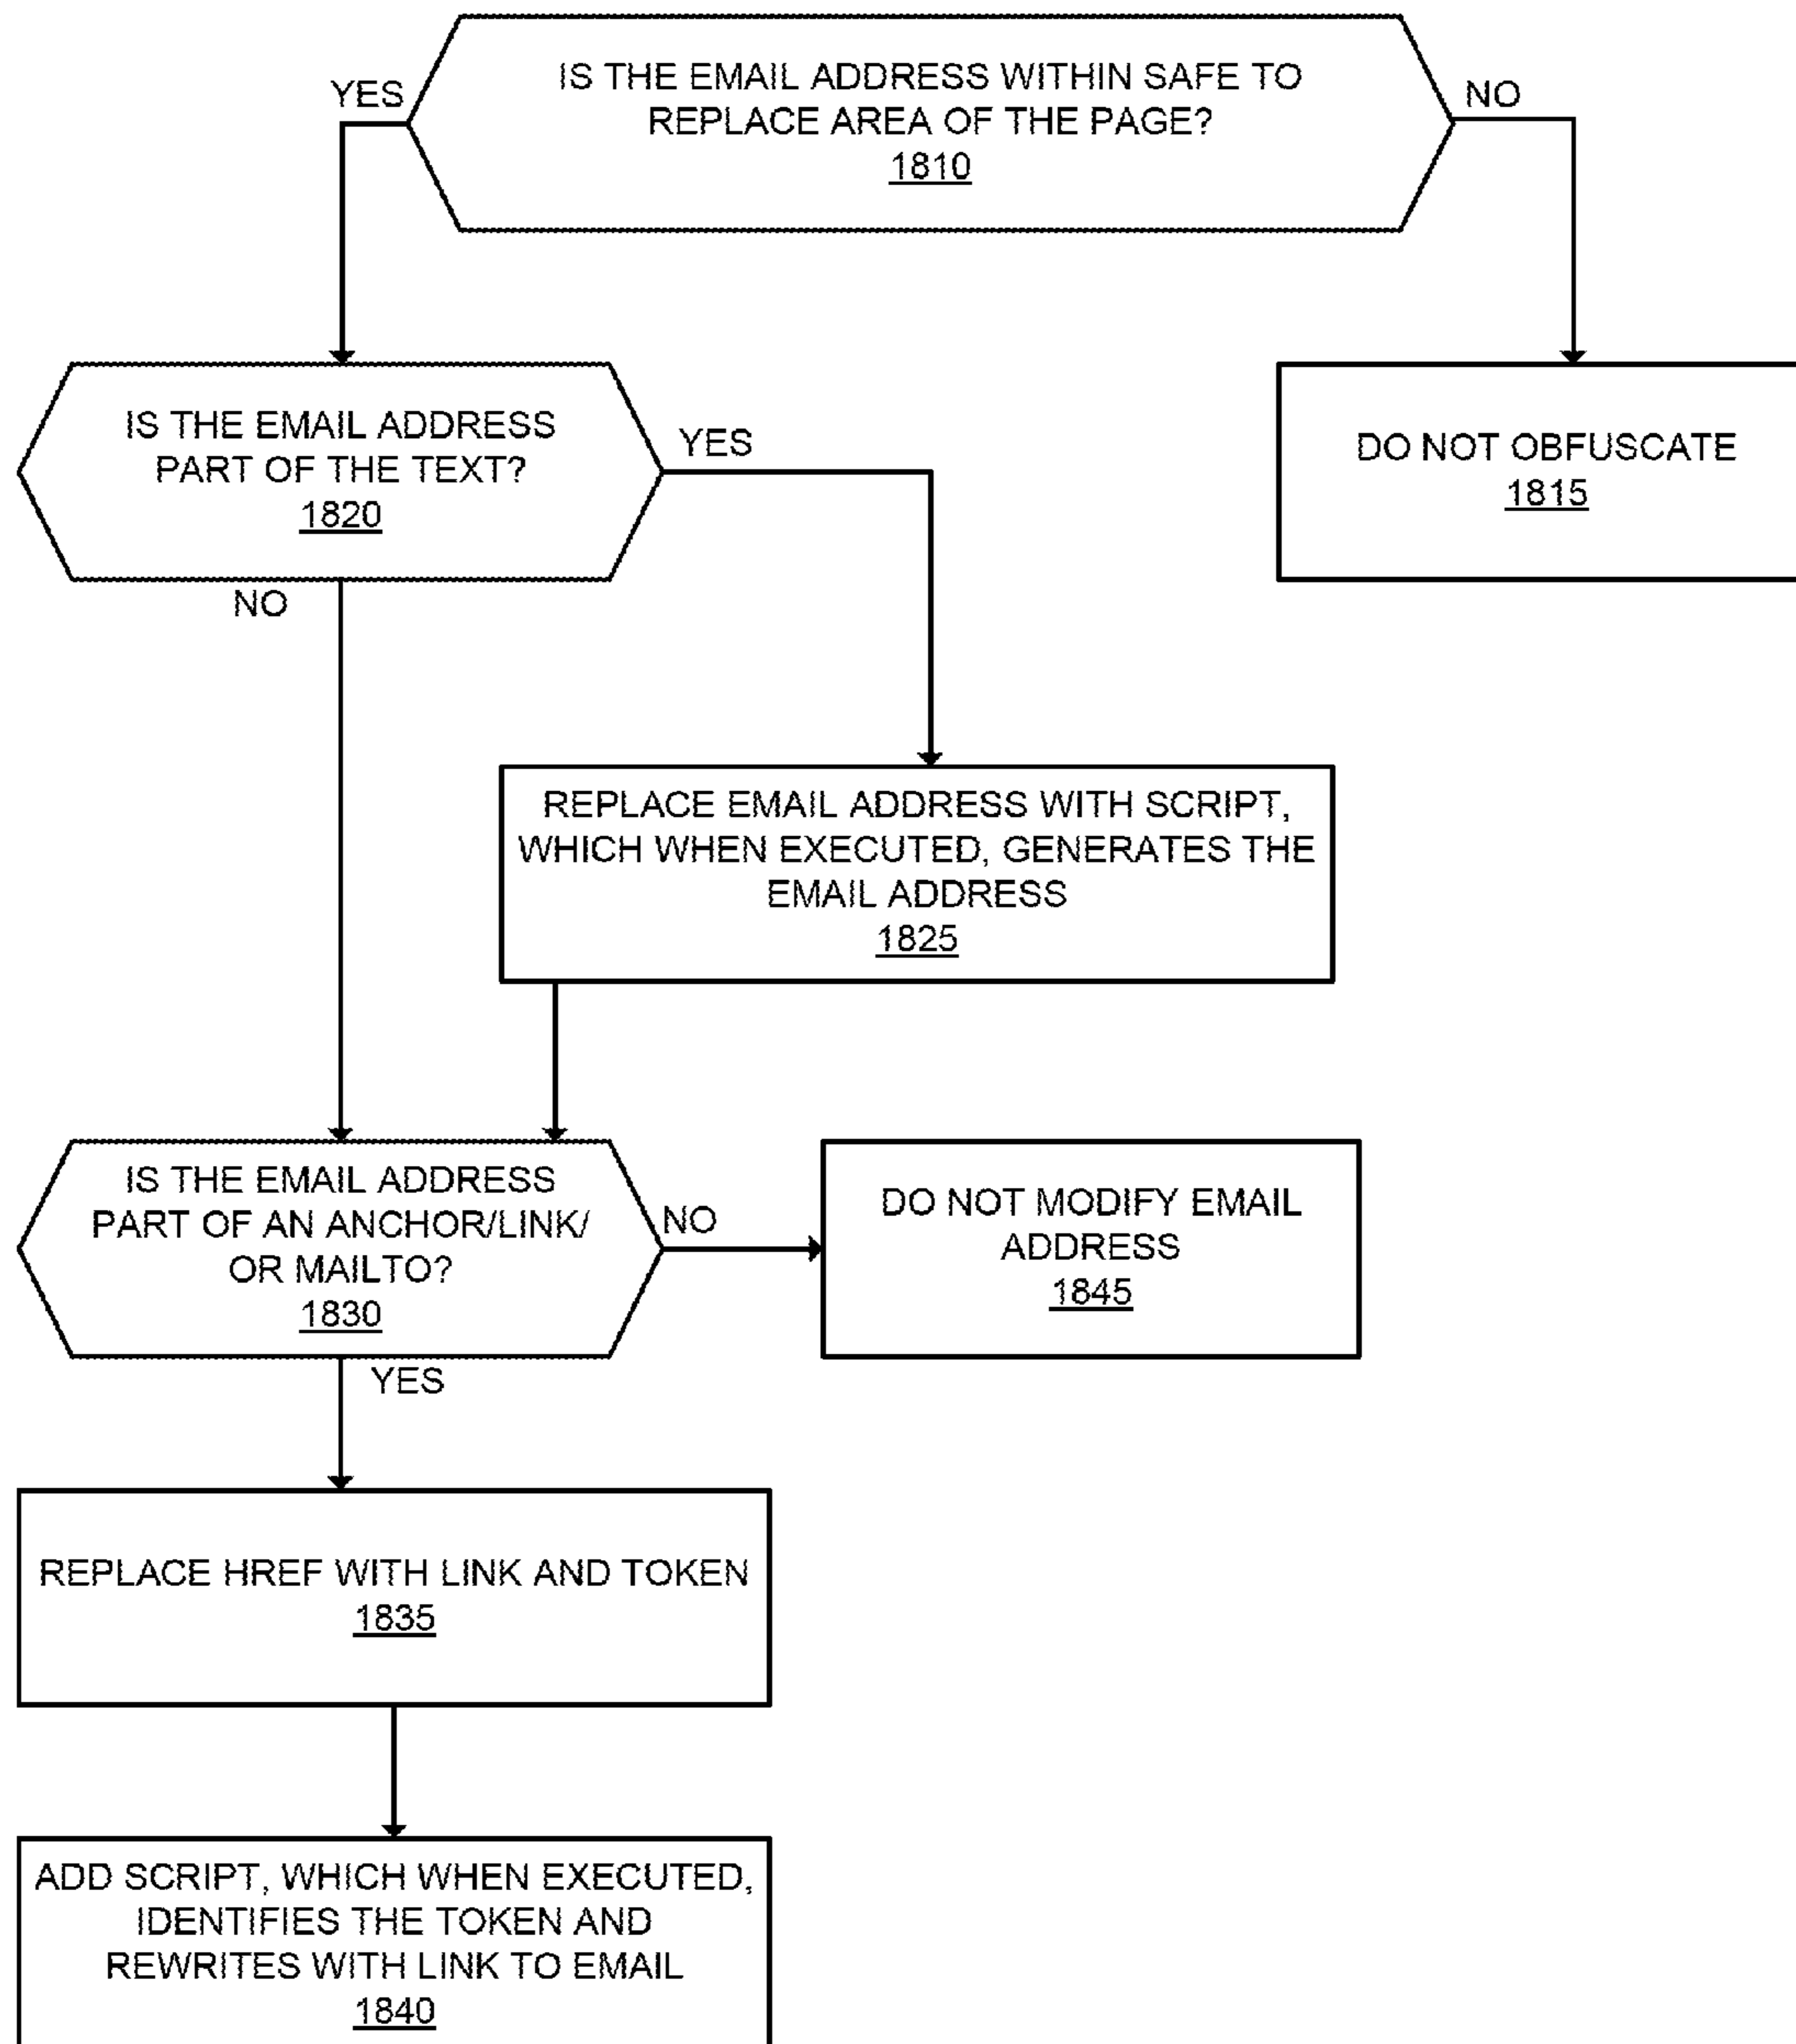 IS THE EMAIL ADDRESS WITHIN SAFE TO
REPLACE AREA OF THE PAGE?
1810
YES
NO
IS THE EMAIL ADDRESS
PART OF THE TEXT?
1820
YES
NO
DO NOT OBFUSCATE
1815
REPLACE EMAIL ADDRESS WITH SCRIPT,
WHICH WHEN EXECUTED, GENERATES THE
EMAIL ADDRESS
1825
IS THE EMAIL ADDRESS
PART OF AN ANCHOR/LINK/
OR MAILTO?
1830
NO
YES
DO NOT MODIFY EMAIL
ADDRESS
1845
REPLACE HREF WITH LINK AND TOKEN
1835
ADD SCRIPT, WHICH WHEN EXECUTED,
IDENTIFIES THE TOKEN AND
REWRITES WITH LINK TO EMAIL
1840